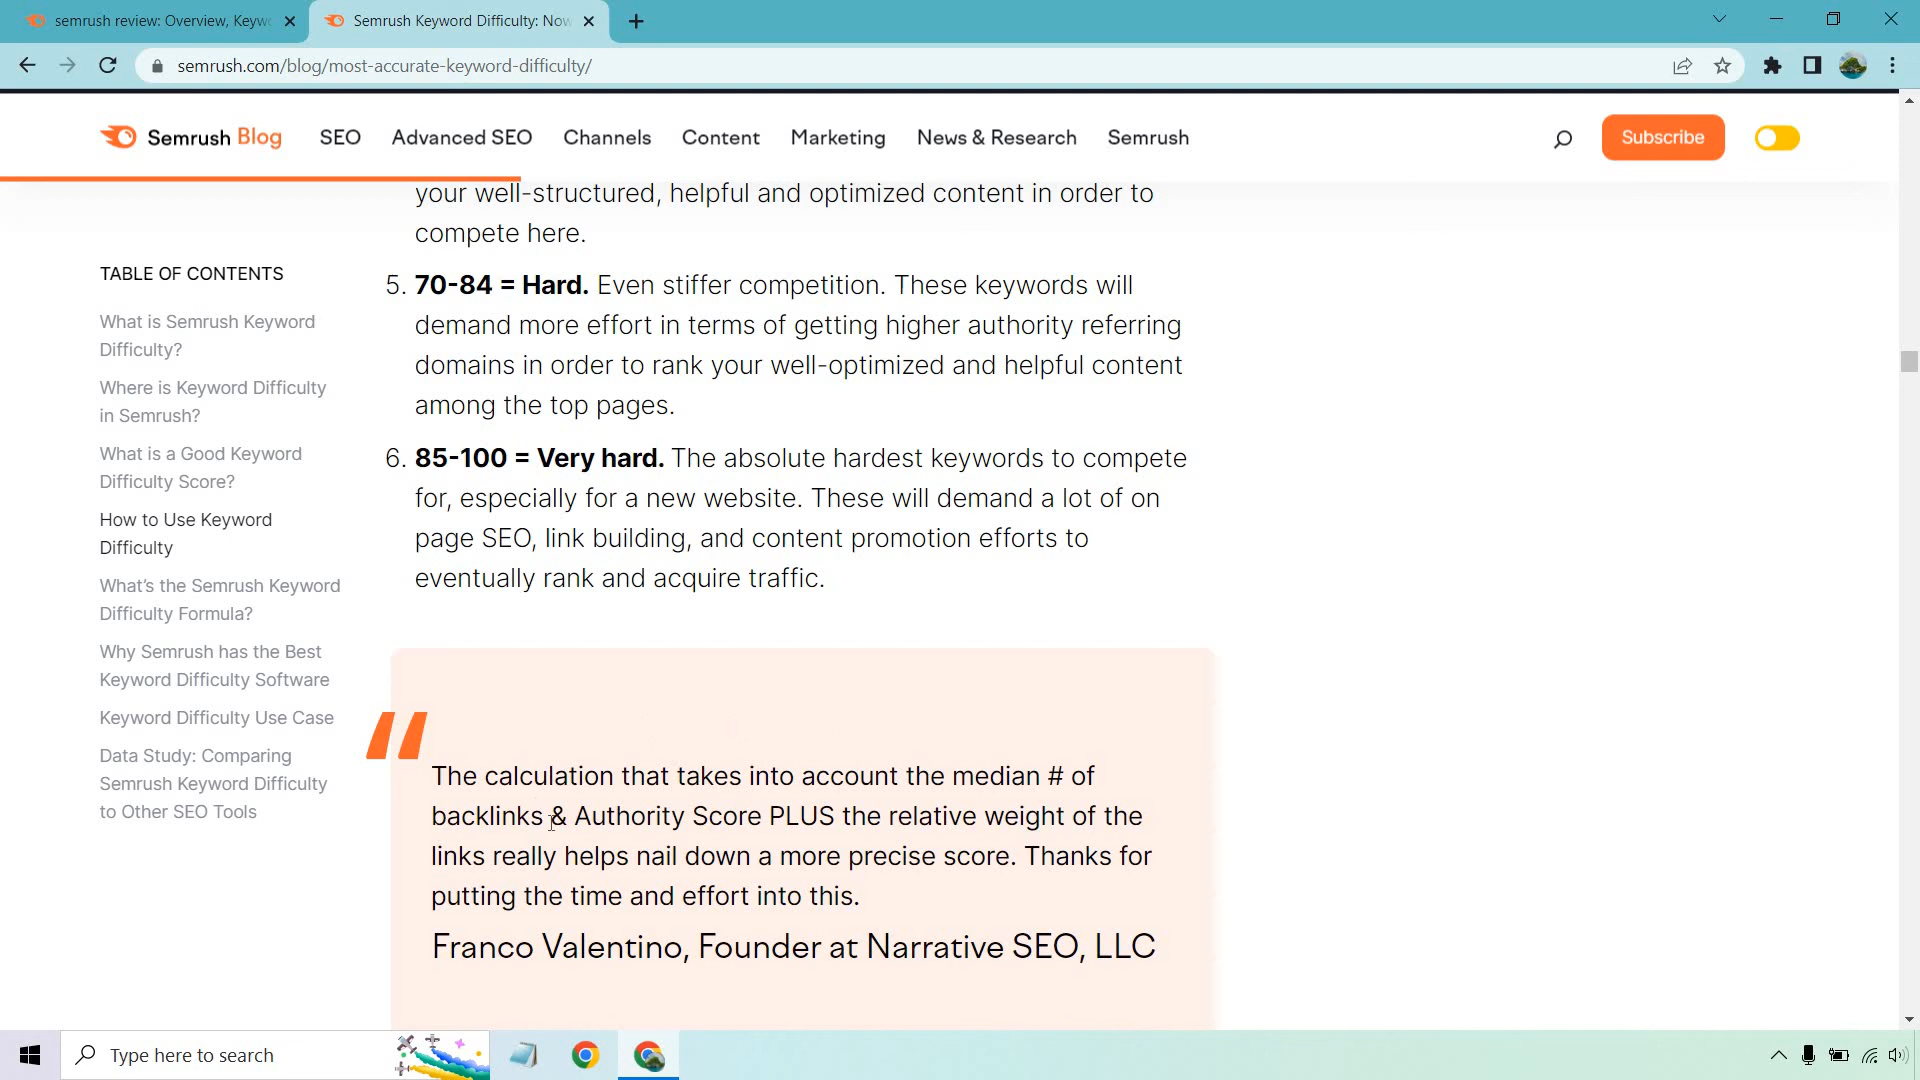 semrush review: Overview, Keyw
Semrush Keyword Difficulty: Now
semrush.com/blog/most-accurate-keyword-difficulty/
Semrush Blog
SEO
Advanced SEO
Channels
Content
Marketing
News & Research
Semrush
Subscribe
TABLE OF CONTENTS
What is Semrush Keyword
Difficulty?
Where is Keyword Difficulty
in Semrush?
What is a Good Keyword
Difficulty Score?
How to Use Keyword
Difficulty
What's the Semrush Keyword
Difficulty Formula?
Why Semrush has the Best
Keyword Difficulty Software
Keyword Difficulty Use Case
Data Study: Comparing
Semrush Keyword Difficulty
to Other SEO Tools
your well-structured, helpful and optimized content in order to
compete here.
5. 70-84 = Hard. Even stiffer competition. These keywords will
demand more effort in terms of getting higher authority referring
domains in order to rank your well-optimized and helpful content
among the top pages.
6. 85-100 = Very hard. The absolute hardest keywords to compete
for, especially for a new website. These will demand a lot of on
page SEO, link building, and content promotion efforts to
eventually rank and acquire traffic.
“
The calculation that takes into account the median # of
backlinks & Authority Score PLUS the relative weight of the
links really helps nail down a more precise score. Thanks for
putting the time and effort into this.
Franco Valentino, Founder at Narrative SEO, LLC
Type here to search